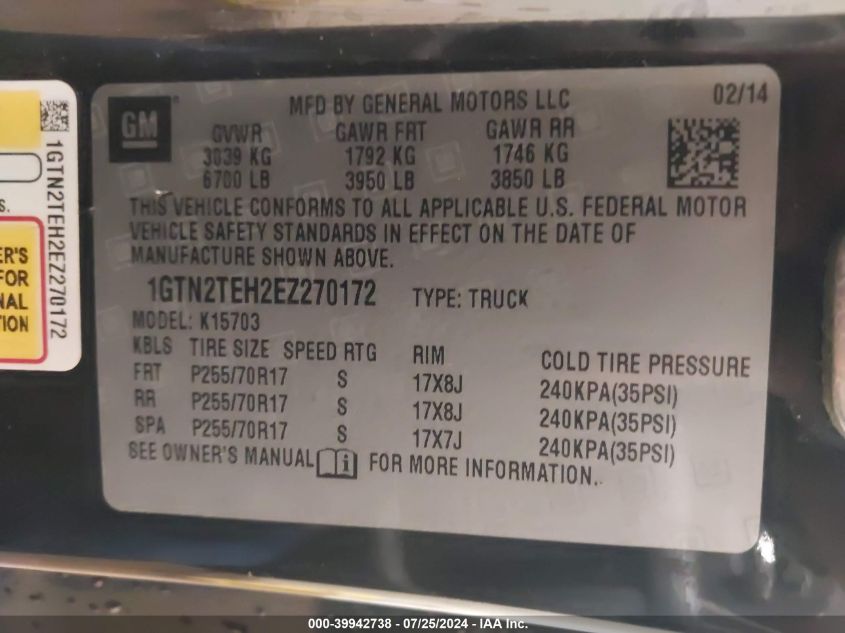 GM
MFD BY GENERAL MOTORS LLC
02/14
GVWR GAWR FRT GAWR RR
3039 KG 1792 KG 1746 KG
6700 LB 3950 LB 3850 LB
THIS VEHICLE CONFORMS TO ALL APPLICABLE U.S. FEDERAL MOTOR
VEHICLE SAFETY STANDARDS IN EFFECT ON THE DATE OF
MANUFACTURE SHOWN ABOVE.
1GTN2TEH2EZ270172 TYPE: TRUCK
MODEL: K15703
KBLS TIRE SIZE SPEED RTG RIM COLD TIRE PRESSURE
FRT P255/70R17 S 17X8J 240KPA(35PSI)
RR P255/70R17 S 17X8J 240KPA(35PSI)
SPA P255/70R17 S 17X7J 240KPA(35PSI)
SEE OWNER'S MANUAL i FOR MORE INFORMATION.
1GTN2TEH2EZ270172
S.
ER'S
FOR
NAL
TION
000-39942738 - 07/25/2024 - IAA Inc.